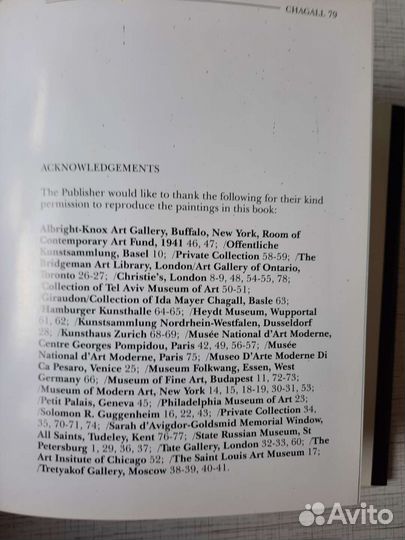 CHAGALL 79
ACKNOWLEDGEMENTS
The Publisher would like to thank the following for their kind
permission to reproduce the paintings in this book:
Albright-Knox Art Gallery, Buffalo, New York, Room of
Contemporary Art Fund, 1941 46, 47; /Offentliche
Kunstsammlung, Basel 10; /Private Collection 58-59; /The
Bridgeman Art Library, London/Art Gallery of Ontario,
Toronto 26-27; /Christie's, London 8-9, 48, 54-55, 78;
Collection of Tel Aviv Museum of Art 50-51;
Giraudon/Collection of Ida Mayer Chagall, Basle 63;
Hamburger Kunsthalle 64-65; /Heydt Museum, Wupportal
61, 62; /Kunstsammlung Nordrhein-Westfalen, Dusseldorf
28; /Kunsthaus Zurich 68-69; /Musée National d'Art Moderne,
Centre Georges Pompidou, Paris 42, 49, 56-57; /Musée
National d'Art Moderne, Paris 75; /Museo D'Arte Moderne Di
Ca Pesaro, Venice 25; /Museum Folkwang, Essen, West
Germany 66; /Museum of Fine Art, Budapest 11, 72-73;
/Museum of Modern Art, New York 14, 15, 18-19, 30-31, 53;
/Petit Palais, Geneva 45; /Philadelphia Museum of Art 23;
/Solomon R. Guggenheim 16, 22, 43; /Private Collection 34,
35, 70-71, 74; /Sarah d'Avigdor-Goldsmid Memorial Window,
All Saints, Tudeley, Kent 76-77; /State Russian Museum, St
Petersburg 1, 29, 36, 37; /Tate Gallery, London 32-33, 60; /The
Art Insitute of Chicago 52; /The Saint Louis Art Museum 17;
/Tretyakof Gallery, Moscow 38-39, 40-41.
Avito